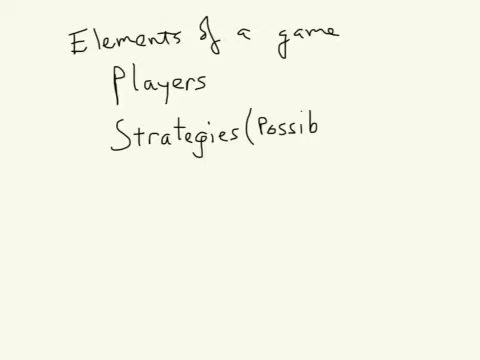 Elements of a game
Players
Strategies (Possib